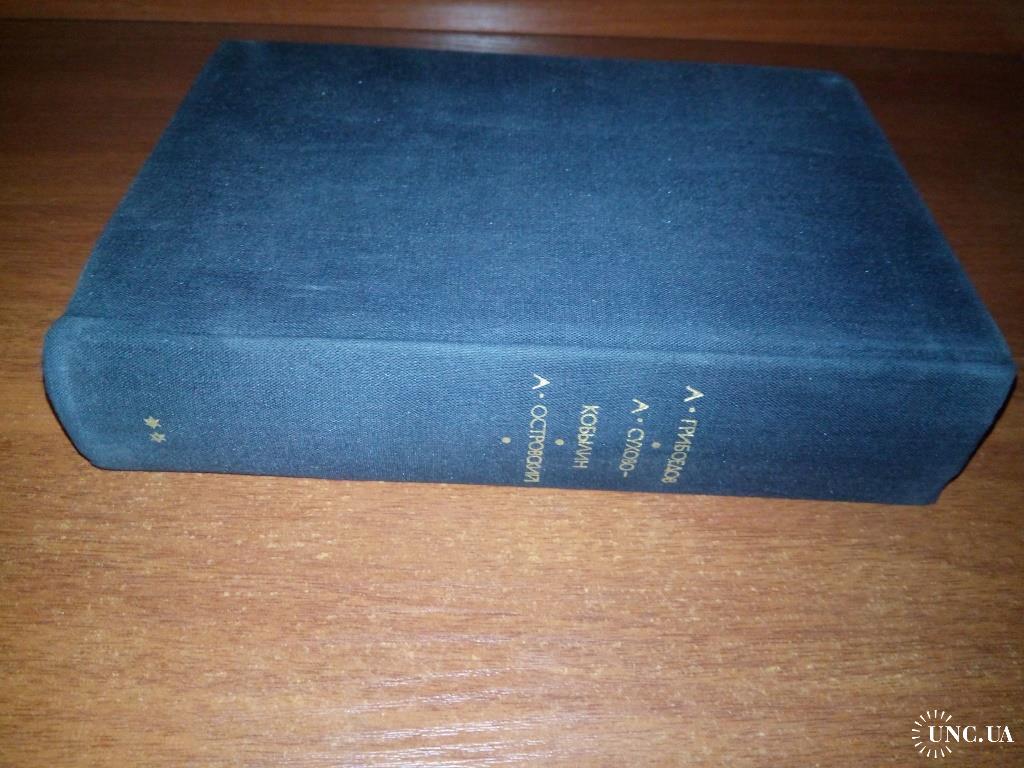 А · ГРИБОЕДОВ
А · СУХОВО-
КОБЫЛИН
А · ОСТРОВСКИЙ
UNC.UA